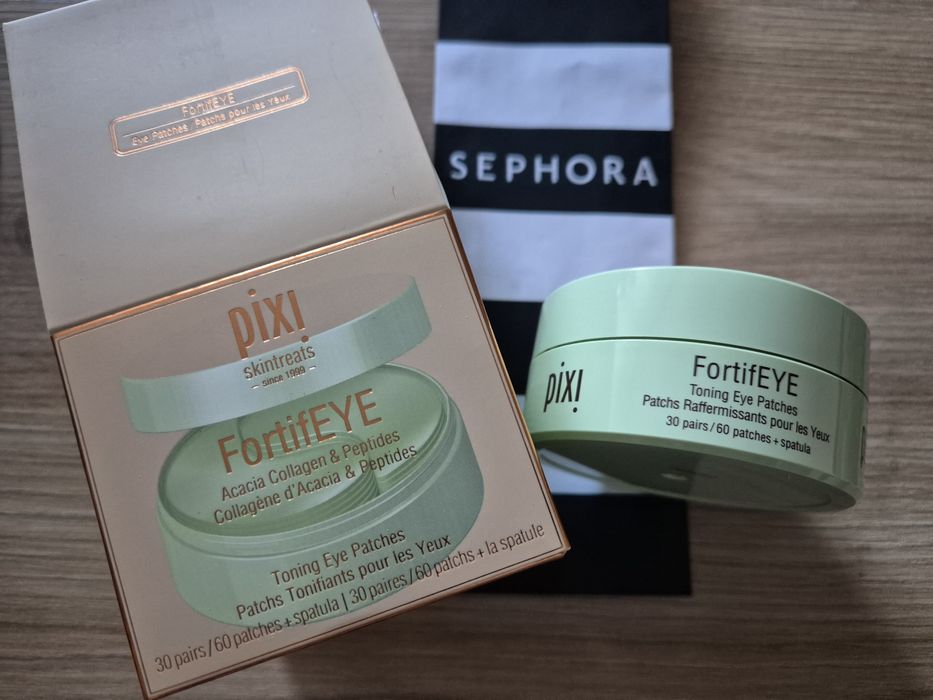 FortifEYE
Eye Patches / Patchs pour les Yeux
pixi
skintreats
– since 1999 –
FortifEYE
Acacia Collagen & Peptides
Collagène d'Acacia & Peptides
Toning Eye Patches
Patchs Tonifiants pour les Yeux
30 pairs/60 patches + spatula | 30 paires/60 patchs + la spatule
SEPHORA
pixi
FortifEYE
Toning Eye Patches
Patchs Raffermissants pour les Yeux
30 pairs/60 patches + spatula